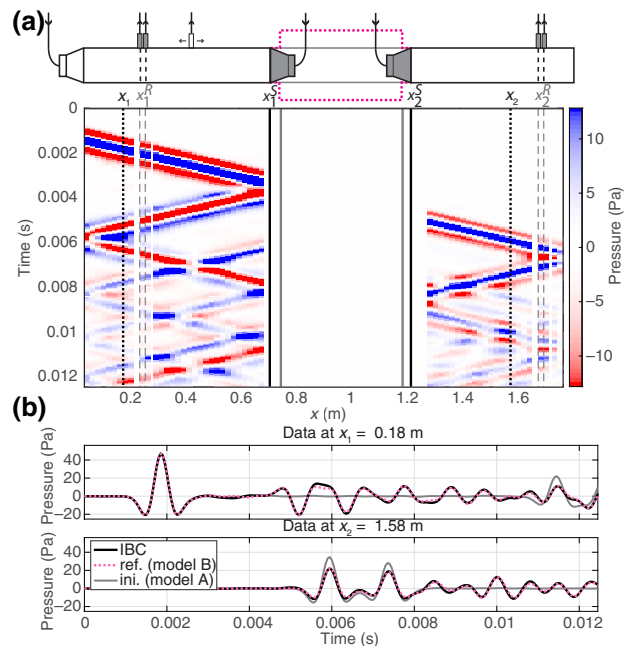 (a)
x₁ x₁ᴿ x₁ˢ x₂ˢ x₂ x₂ᴿ
0
0.002
0.004
0.006
0.008
0.01
0.012
Time (s)
0.2 0.4 0.6 0.8 1 1.2 1.4 1.6
x (m)
10
5
0
−5
−10
Pressure (Pa)
(b)
Data at x₁ = 0.18 m
40
20
0
−20
Pressure (Pa)
Data at x₂ = 1.58 m
IBC
ref. (model B)
ini. (model A)
40
20
0
−20
Pressure (Pa)
0 0.002 0.004 0.006 0.008 0.01 0.012
Time (s)